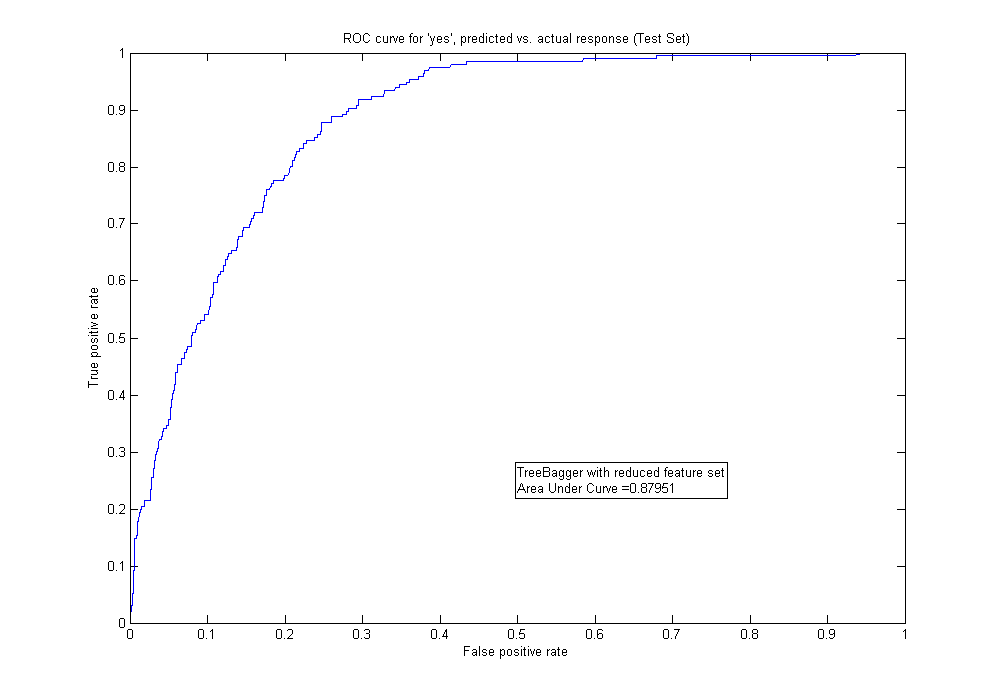 ROC curve for 'yes', predicted vs. actual response (Test Set)
1
0.9
0.8
0.7
0.6
0.5
0.4
0.3
0.2
0.1
0
True positive rate
TreeBagger with reduced feature set
Area Under Curve =0.87951
0 0.1 0.2 0.3 0.4 0.5 0.6 0.7 0.8 0.9 1
False positive rate